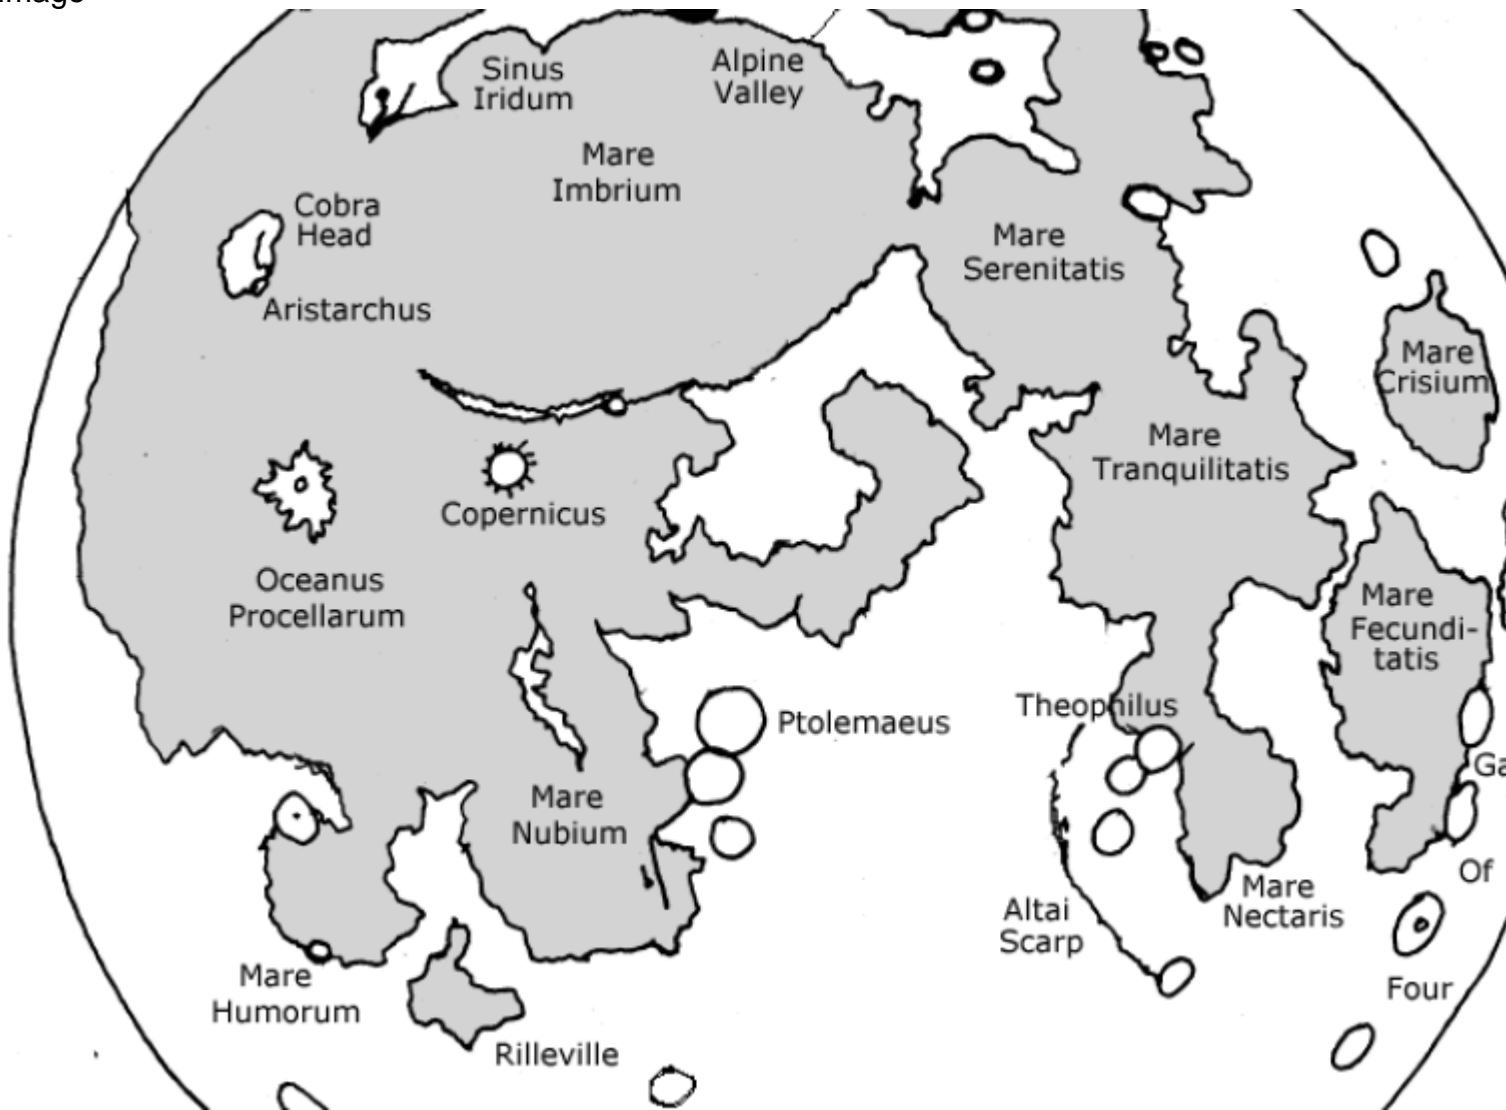 Sinus
Iridum
Alpine
Valley
Mare
Imbrium
Cobra
Head
Aristarchus
Mare
Serenitatis
Mare
Crisium
Mare
Tranquilitatis
Copernicus
Oceanus
Procellarum
Mare
Fecundi-
tatis
Theophilus
Ptolemaeus
Ga
Mare
Nubium
Of
Mare
Nectaris
Altai
Scarp
Four
Mare
Humorum
Rilleville